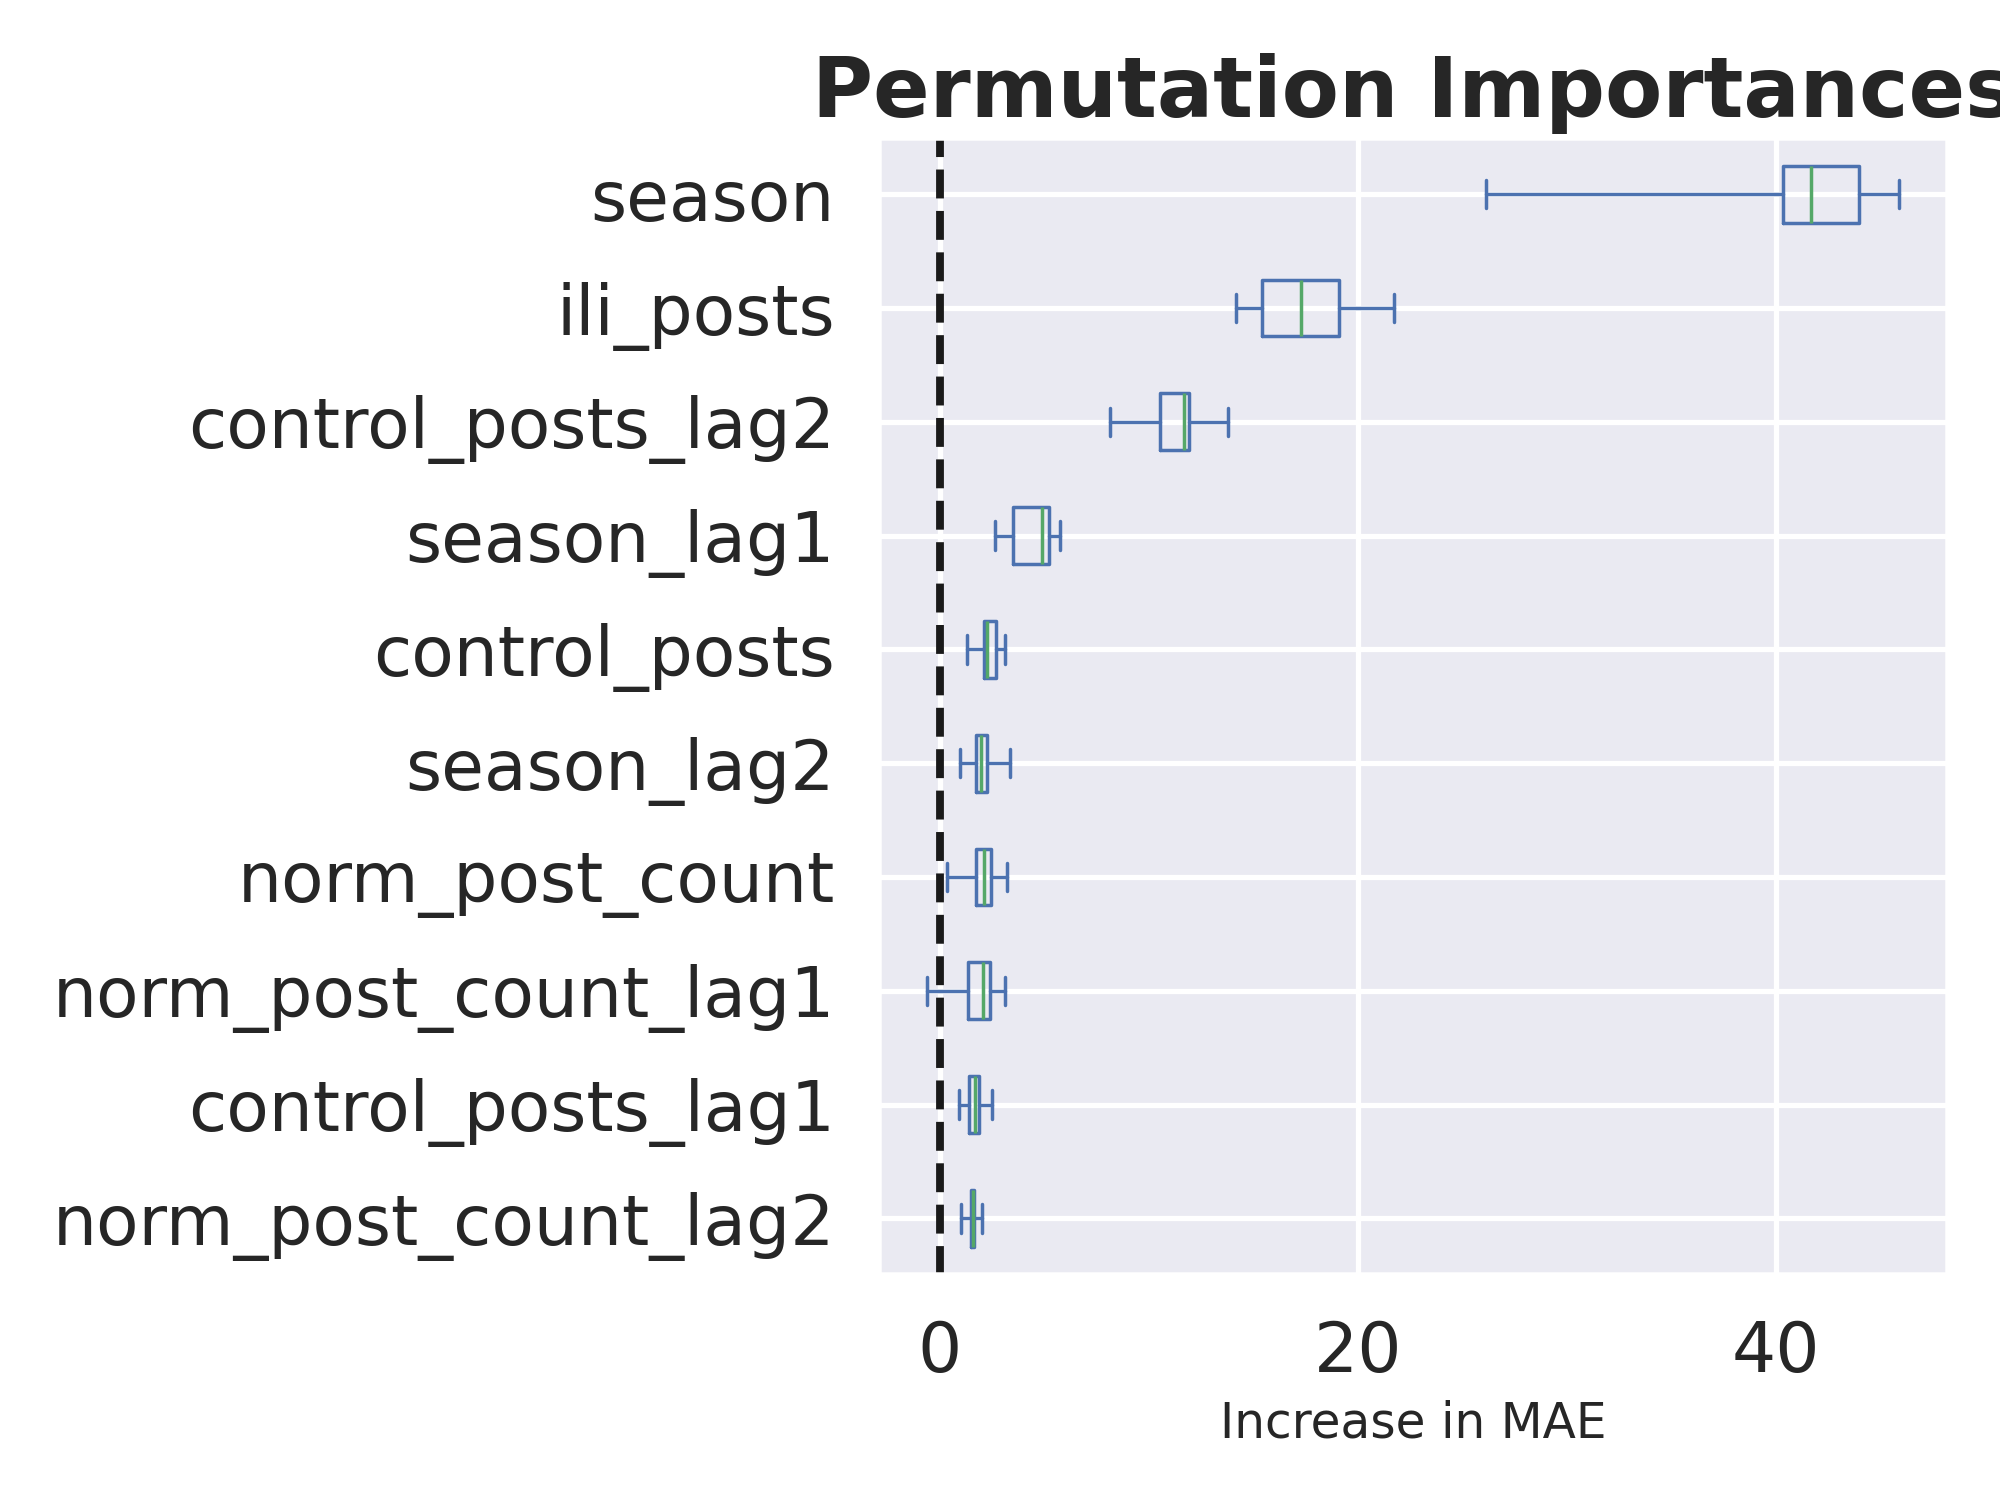 Permutation Importances
season
ili_posts
control_posts_lag2
season_lag1
control_posts
season_lag2
norm_post_count
norm_post_count_lag1
control_posts_lag1
norm_post_count_lag2
0 20 40
Increase in MAE